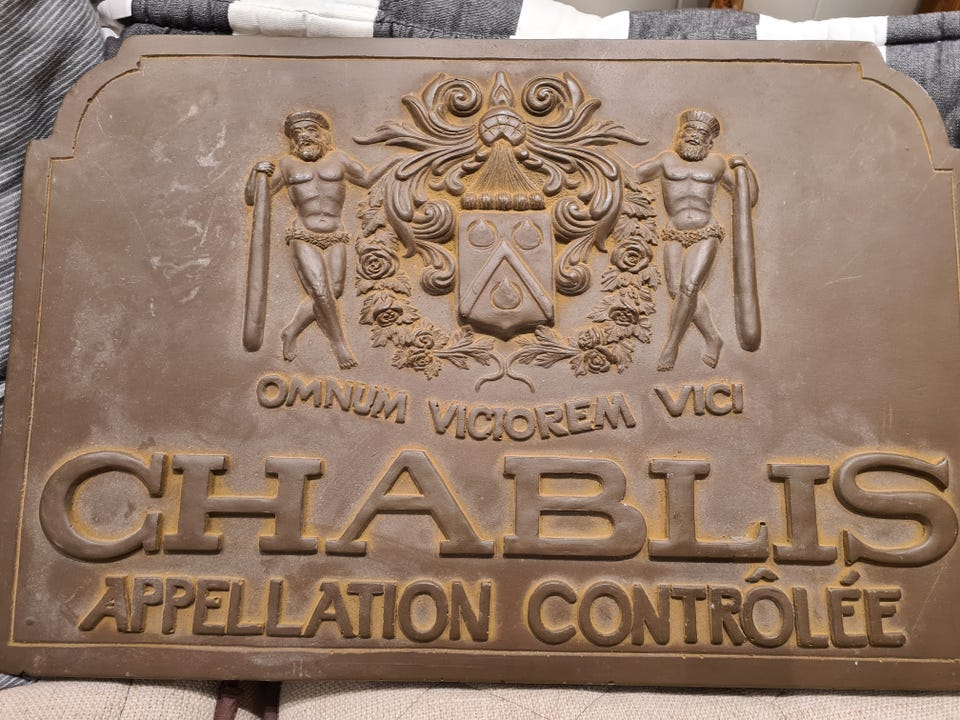 OMNUM VICTOREM VICI
CHABLIS
APPELLATION CONTRÔLÉE